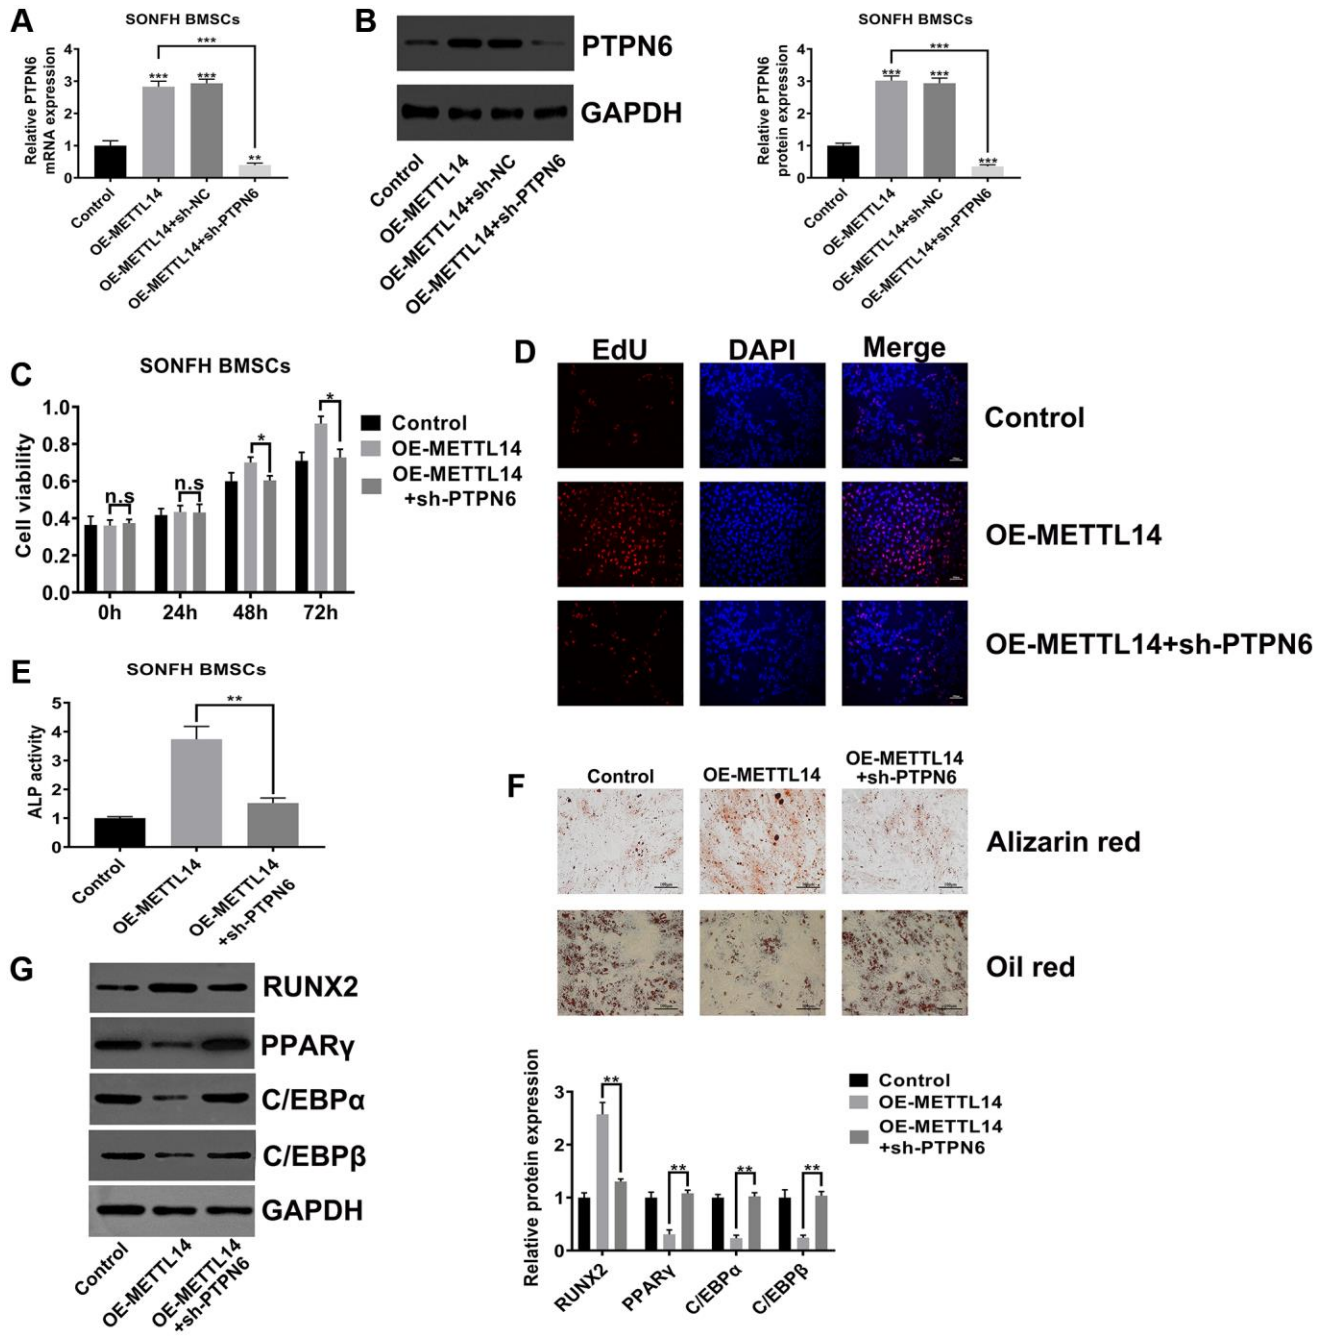 A
SONFH BMSCs
Relative PTPN6
mRNA expression
4
3
2
1
0
***
***
***
**
Control
OE-METTL14
OE-METTL14+sh-NC
OE-METTL14+sh-PTPN6
B
PTPN6
GAPDH
Control
OE-METTL14
OE-METTL14+sh-NC
OE-METTL14+sh-PTPN6
SONFH BMSCs
Relative PTPN6
protein expression
4
3
2
1
0
***
***
***
***
Control
OE-METTL14
OE-METTL14+sh-NC
OE-METTL14+sh-PTPN6
C
SONFH BMSCs
Cell viability
1.0
0.8
0.6
0.4
0.2
0.0
n.s
n.s
*
*
0h
24h
48h
72h
Control
OE-METTL14
OE-METTL14
+sh-PTPN6
D
EdU
DAPI
Merge
Control
OE-METTL14
OE-METTL14+sh-PTPN6
E
SONFH BMSCs
ALP activity
5
4
3
2
1
0
**
Control
OE-METTL14
OE-METTL14
+sh-PTPN6
F
Control
OE-METTL14
OE-METTL14
+sh-PTPN6
Alizarin red
Oil red
G
RUNX2
PPARγ
C/EBPα
C/EBPβ
GAPDH
Control
OE-METTL14
OE-METTL14
+sh-PTPN6
Relative protein expression
3
2
1
0
**
**
**
**
RUNX2
PPARγ
C/EBPα
C/EBPβ
Control
OE-METTL14
OE-METTL14
+sh-PTPN6